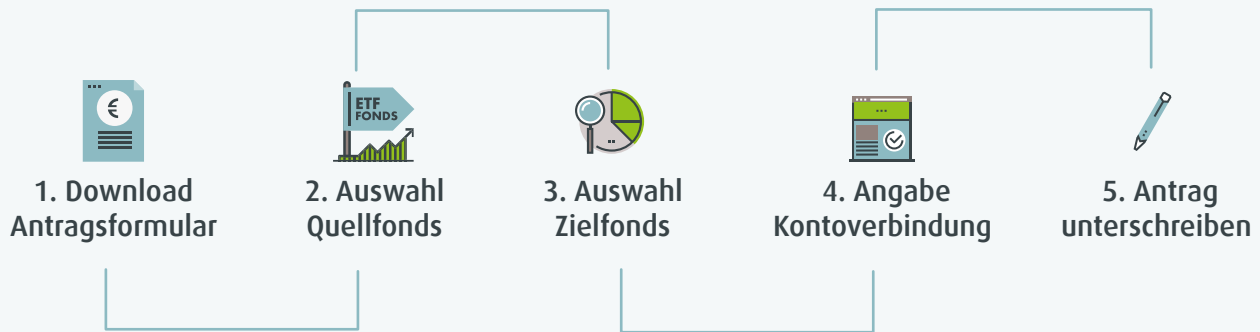 ETF
FONDS
€
1. Download
Antragsformular
2. Auswahl
Quellfonds
3. Auswahl
Zielfonds
4. Angabe
Kontoverbindung
5. Antrag
unterschreiben